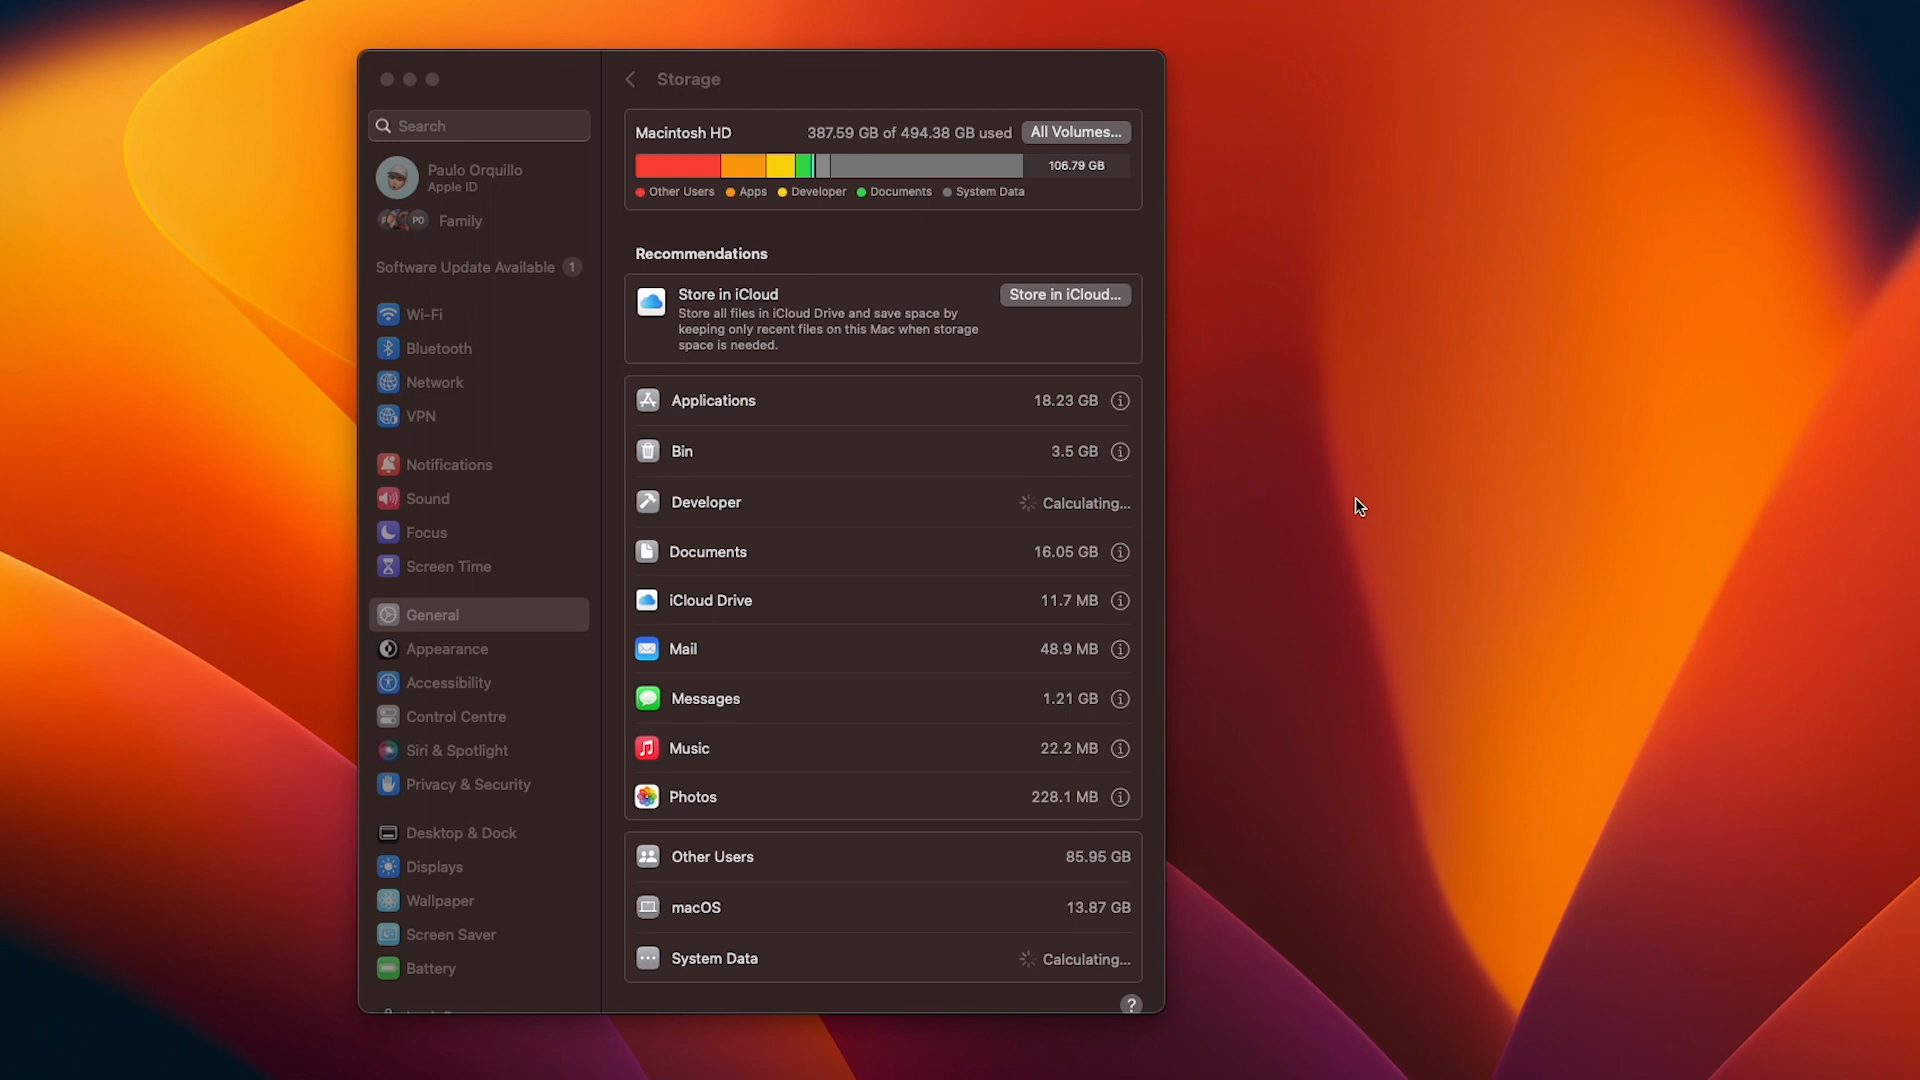 Storage
Search
Paulo Orquillo
Apple ID
PO
Family
Software Update Available 1
Wi-Fi
Bluetooth
Network
VPN
Notifications
Sound
Focus
Screen Time
General
Appearance
Accessibility
Control Centre
Siri & Spotlight
Privacy & Security
Desktop & Dock
Displays
Wallpaper
Screen Saver
Battery
Macintosh HD 387.59 GB of 494.38 GB used All Volumes...
106.79 GB
Other Users Apps Developer Documents System Data
Recommendations
Store in iCloud Store in iCloud...
Store all files in iCloud Drive and save space by
keeping only recent files on this Mac when storage
space is needed.
Applications 18.23 GB
Bin 3.5 GB
Developer Calculating...
Documents 16.05 GB
iCloud Drive 11.7 MB
Mail 48.9 MB
Messages 1.21 GB
Music 22.2 MB
Photos 228.1 MB
Other Users 85.95 GB
macOS 13.87 GB
System Data Calculating...
?